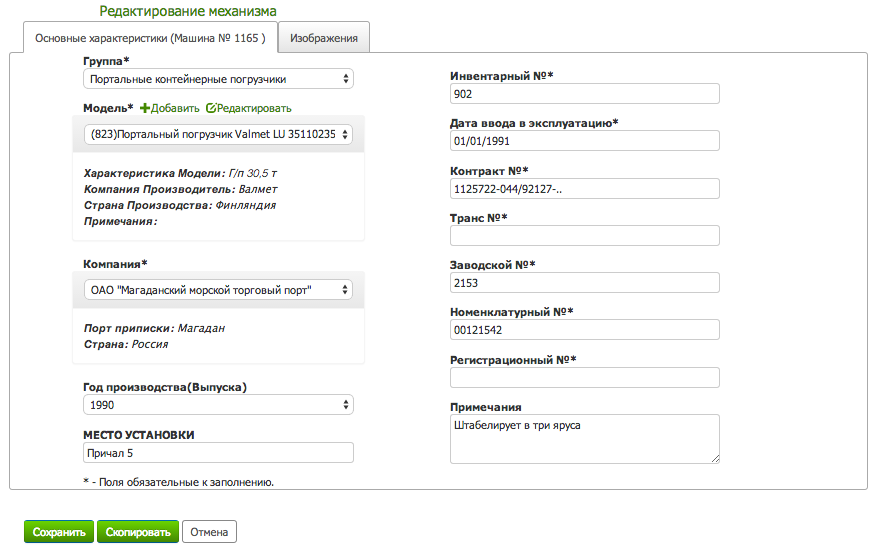 Редактирование механизма
Основные характеристики (Машина № 1165 )
Изображения
Группа*
Портальные контейнерные погрузчики
Модель* Добавить Редактировать
(823)Портальный погрузчик Valmet LU 35110235
Характеристика Модели: Г/п 30,5 т
Компания Производитель: Валмет
Страна Производства: Финляндия
Примечания:
Компания*
ОАО "Магаданский морской торговый порт"
Порт приписки: Магадан
Страна: Россия
Год производства(Выпуска)
1990
МЕСТО УСТАНОВКИ
Причал 5
* - Поля обязательные к заполнению.
Инвентарный №*
902
Дата ввода в эксплуатацию*
01/01/1991
Контракт №*
1125722-044/92127-..
Транс №*
Заводской №*
2153
Номенклатурный №*
00121542
Регистрационный №*
Примечания
Штабелирует в три яруса
Сохранить
Скопировать
Отмена